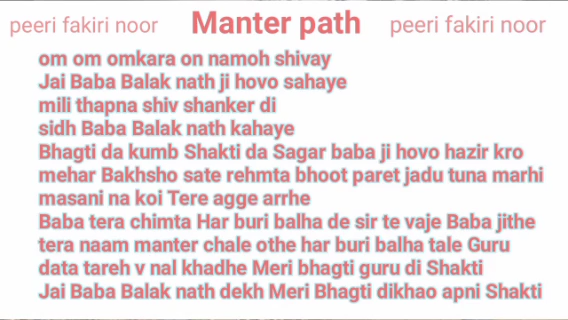 peeri fakiri noor Manter path peeri fakiri noor
om om omkara on namoh shivay
Jai Baba Balak nath ji hovo sahaye
mili thapna shiv shanker di
sidh Baba Balak nath kahaye
Bhagti da kumb Shakti da Sagar baba ji hovo hazir kro
mehar Bakhsho sate rehmta bhoot paret jadu tuna marhi
masani na koi Tere agge arrhe
Baba tera chimta Har buri balha de sir te vaje Baba jithe
tera naam manter chale othe har buri balha tale Guru
data tareh v nal khadhe Meri bhagti guru di Shakti
Jai Baba Balak nath dekh Meri Bhagti dikhao apni Shakti